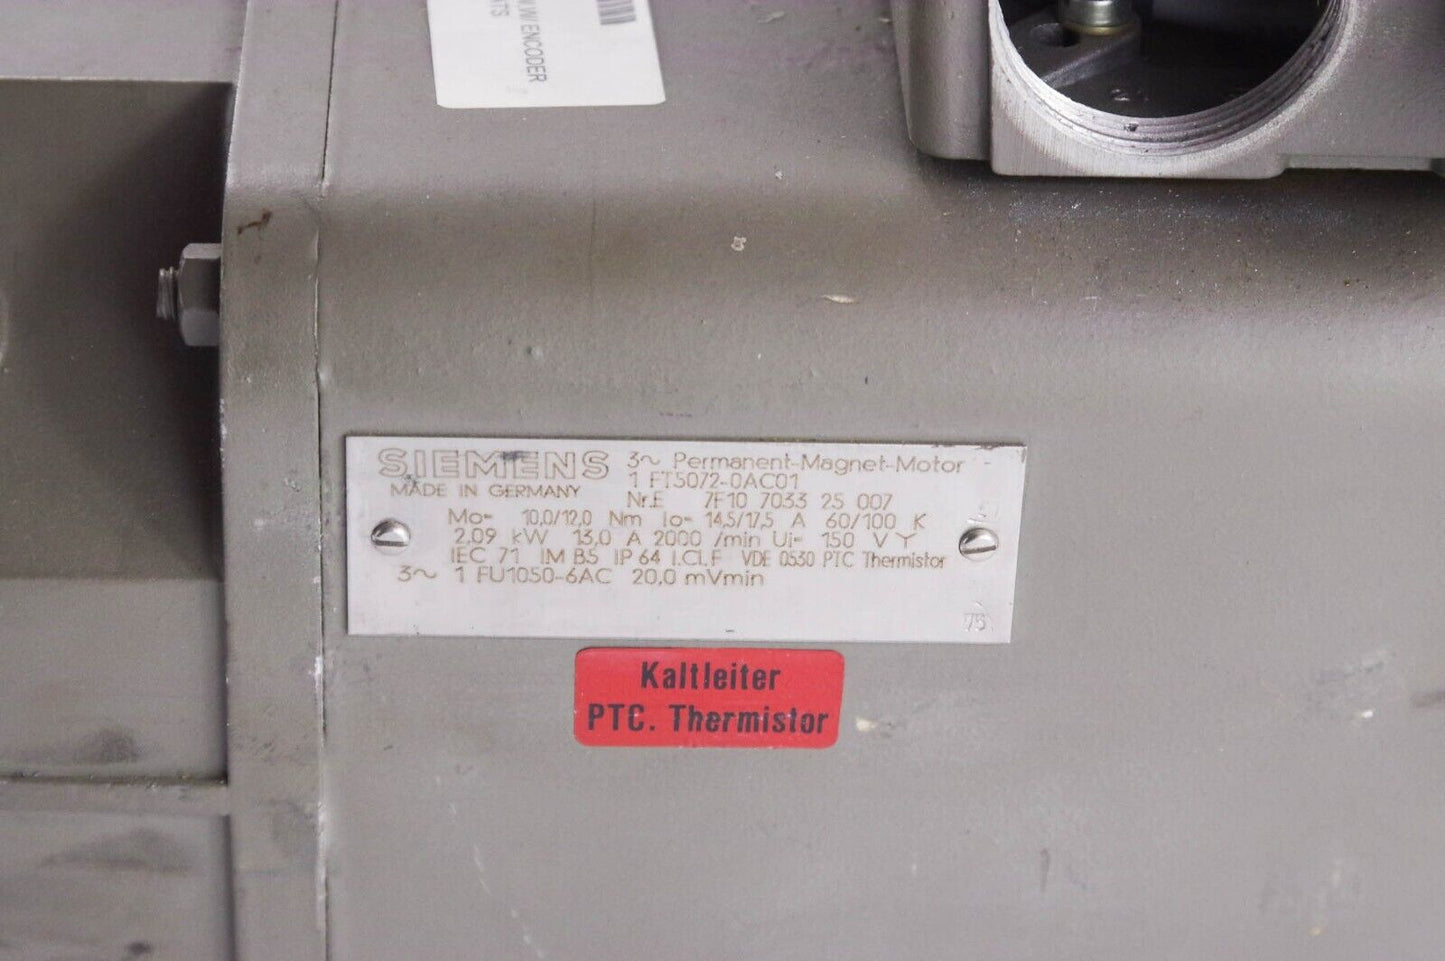 W/ ENCODER
SIEMENS 3~ Permanent-Magnet-Motor
1 FT5072-0AC01
MADE IN GERMANY Nr.E 7F10 7033 25 007
Mo= 10,0/12,0 Nm Io= 14,5/17,5 A 60/100 K
2,09 kW 13,0 A 2000 /min Ui= 150 V Y
IEC 71 IM B5 IP 64 I.Cl.F VDE 0530 PTC Thermistor
3~ 1 FU1050-6AC 20,0 mVmin
75
Kaltleiter
PTC. Thermistor